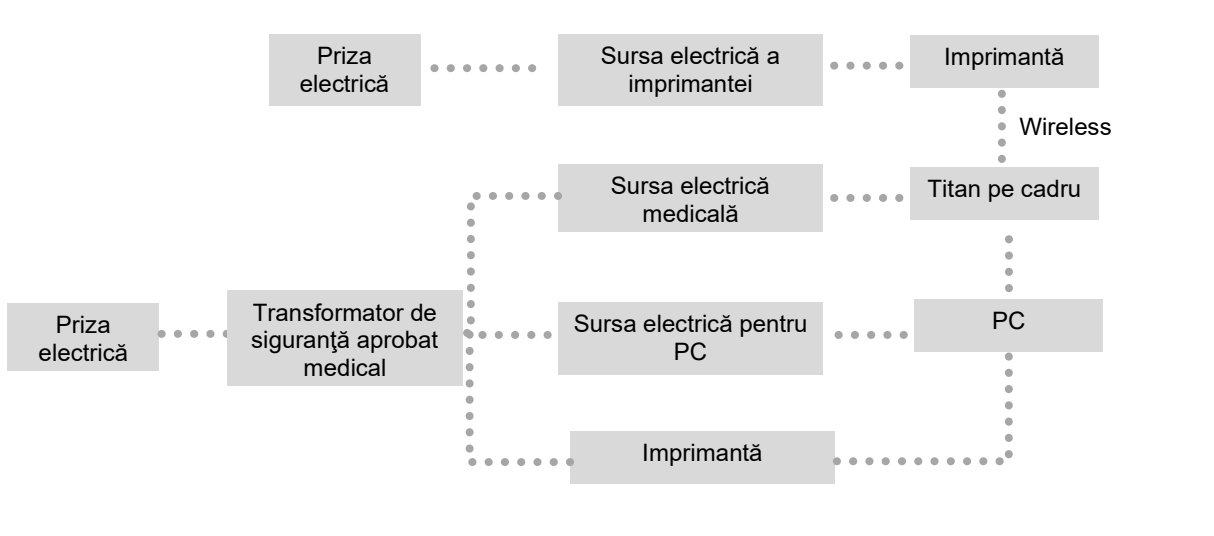 Priza
electrică
Sursa electrică a
imprimantei
Imprimantă
Wireless
Sursa electrică
medicală
Titan pe cadru
Priza
electrică
Transformator de
siguranţă aprobat
medical
Sursa electrică pentru
PC
PC
Imprimantă